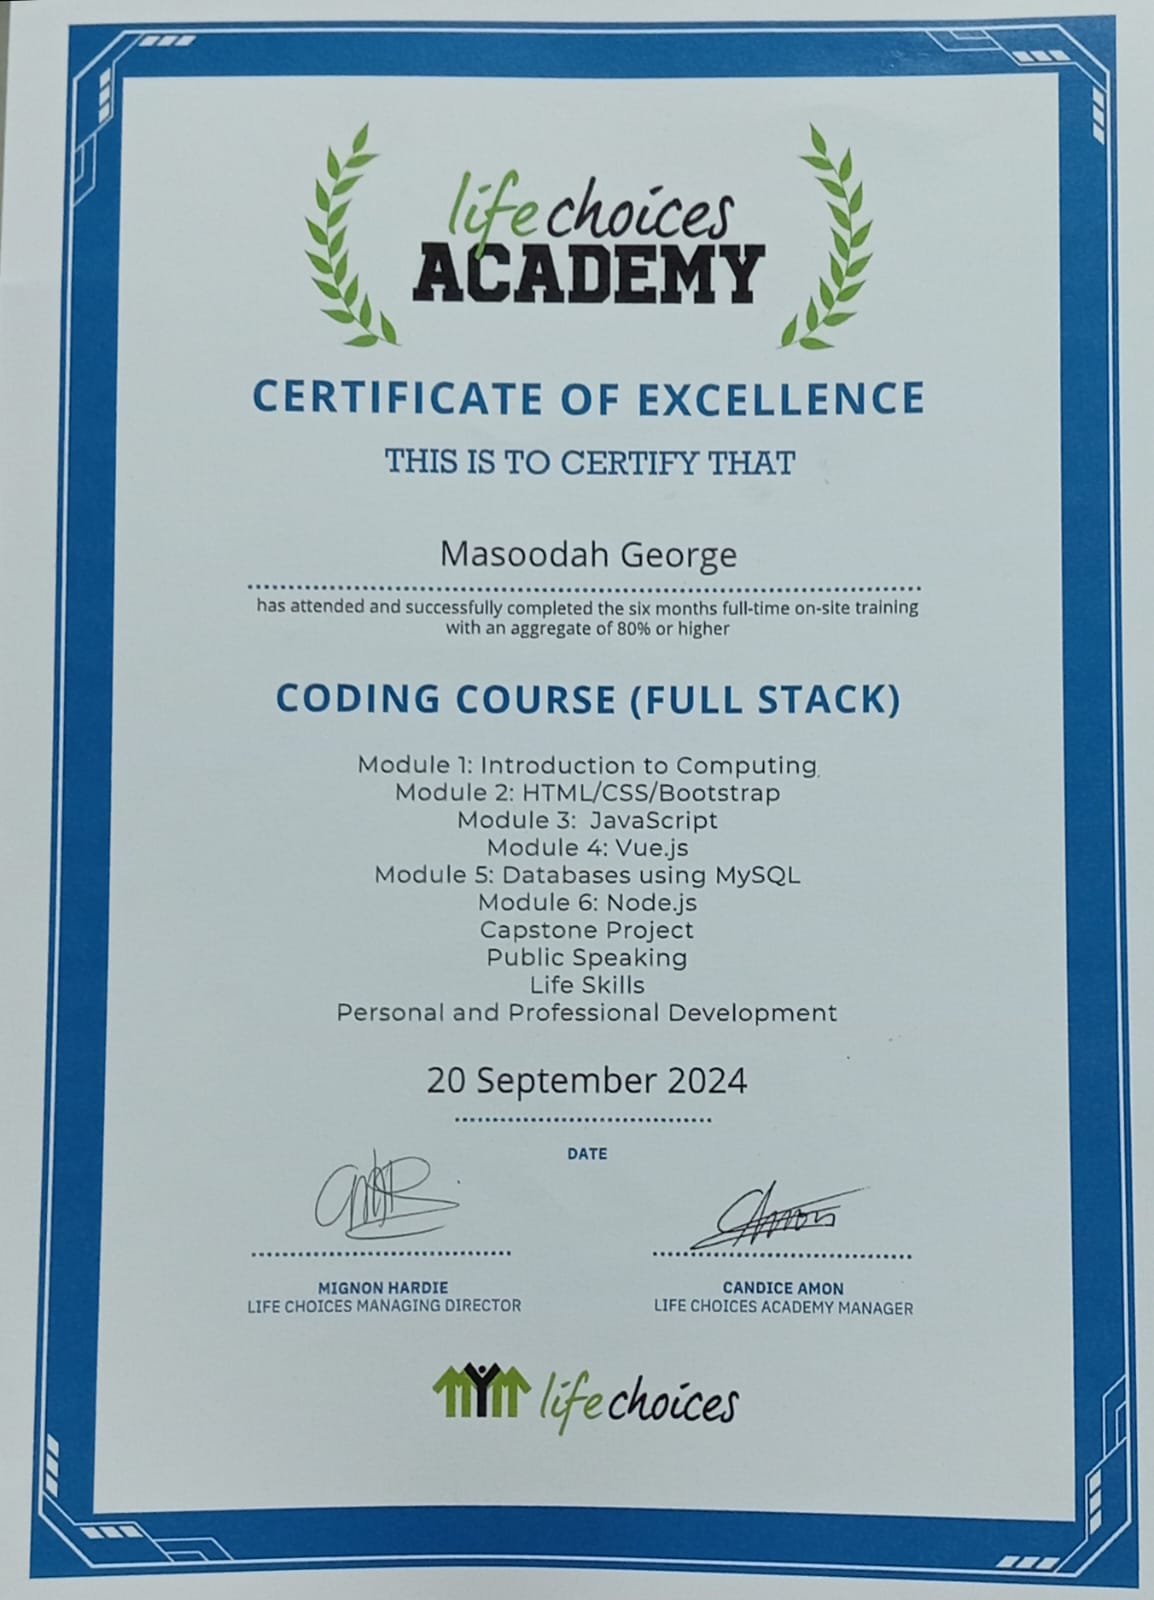 life choices
ACADEMY
CERTIFICATE OF EXCELLENCE
THIS IS TO CERTIFY THAT
Masoodah George
has attended and successfully completed the six months full-time on-site training
with an aggregate of 80% or higher
CODING COURSE (FULL STACK)
Module 1: Introduction to Computing
Module 2: HTML/CSS/Bootstrap
Module 3: JavaScript
Module 4: Vue.js
Module 5: Databases using MySQL
Module 6: Node.js
Capstone Project
Public Speaking
Life Skills
Personal and Professional Development
20 September 2024
DATE
MIGNON HARDIE
LIFE CHOICES MANAGING DIRECTOR
CANDICE AMON
LIFE CHOICES ACADEMY MANAGER
life choices